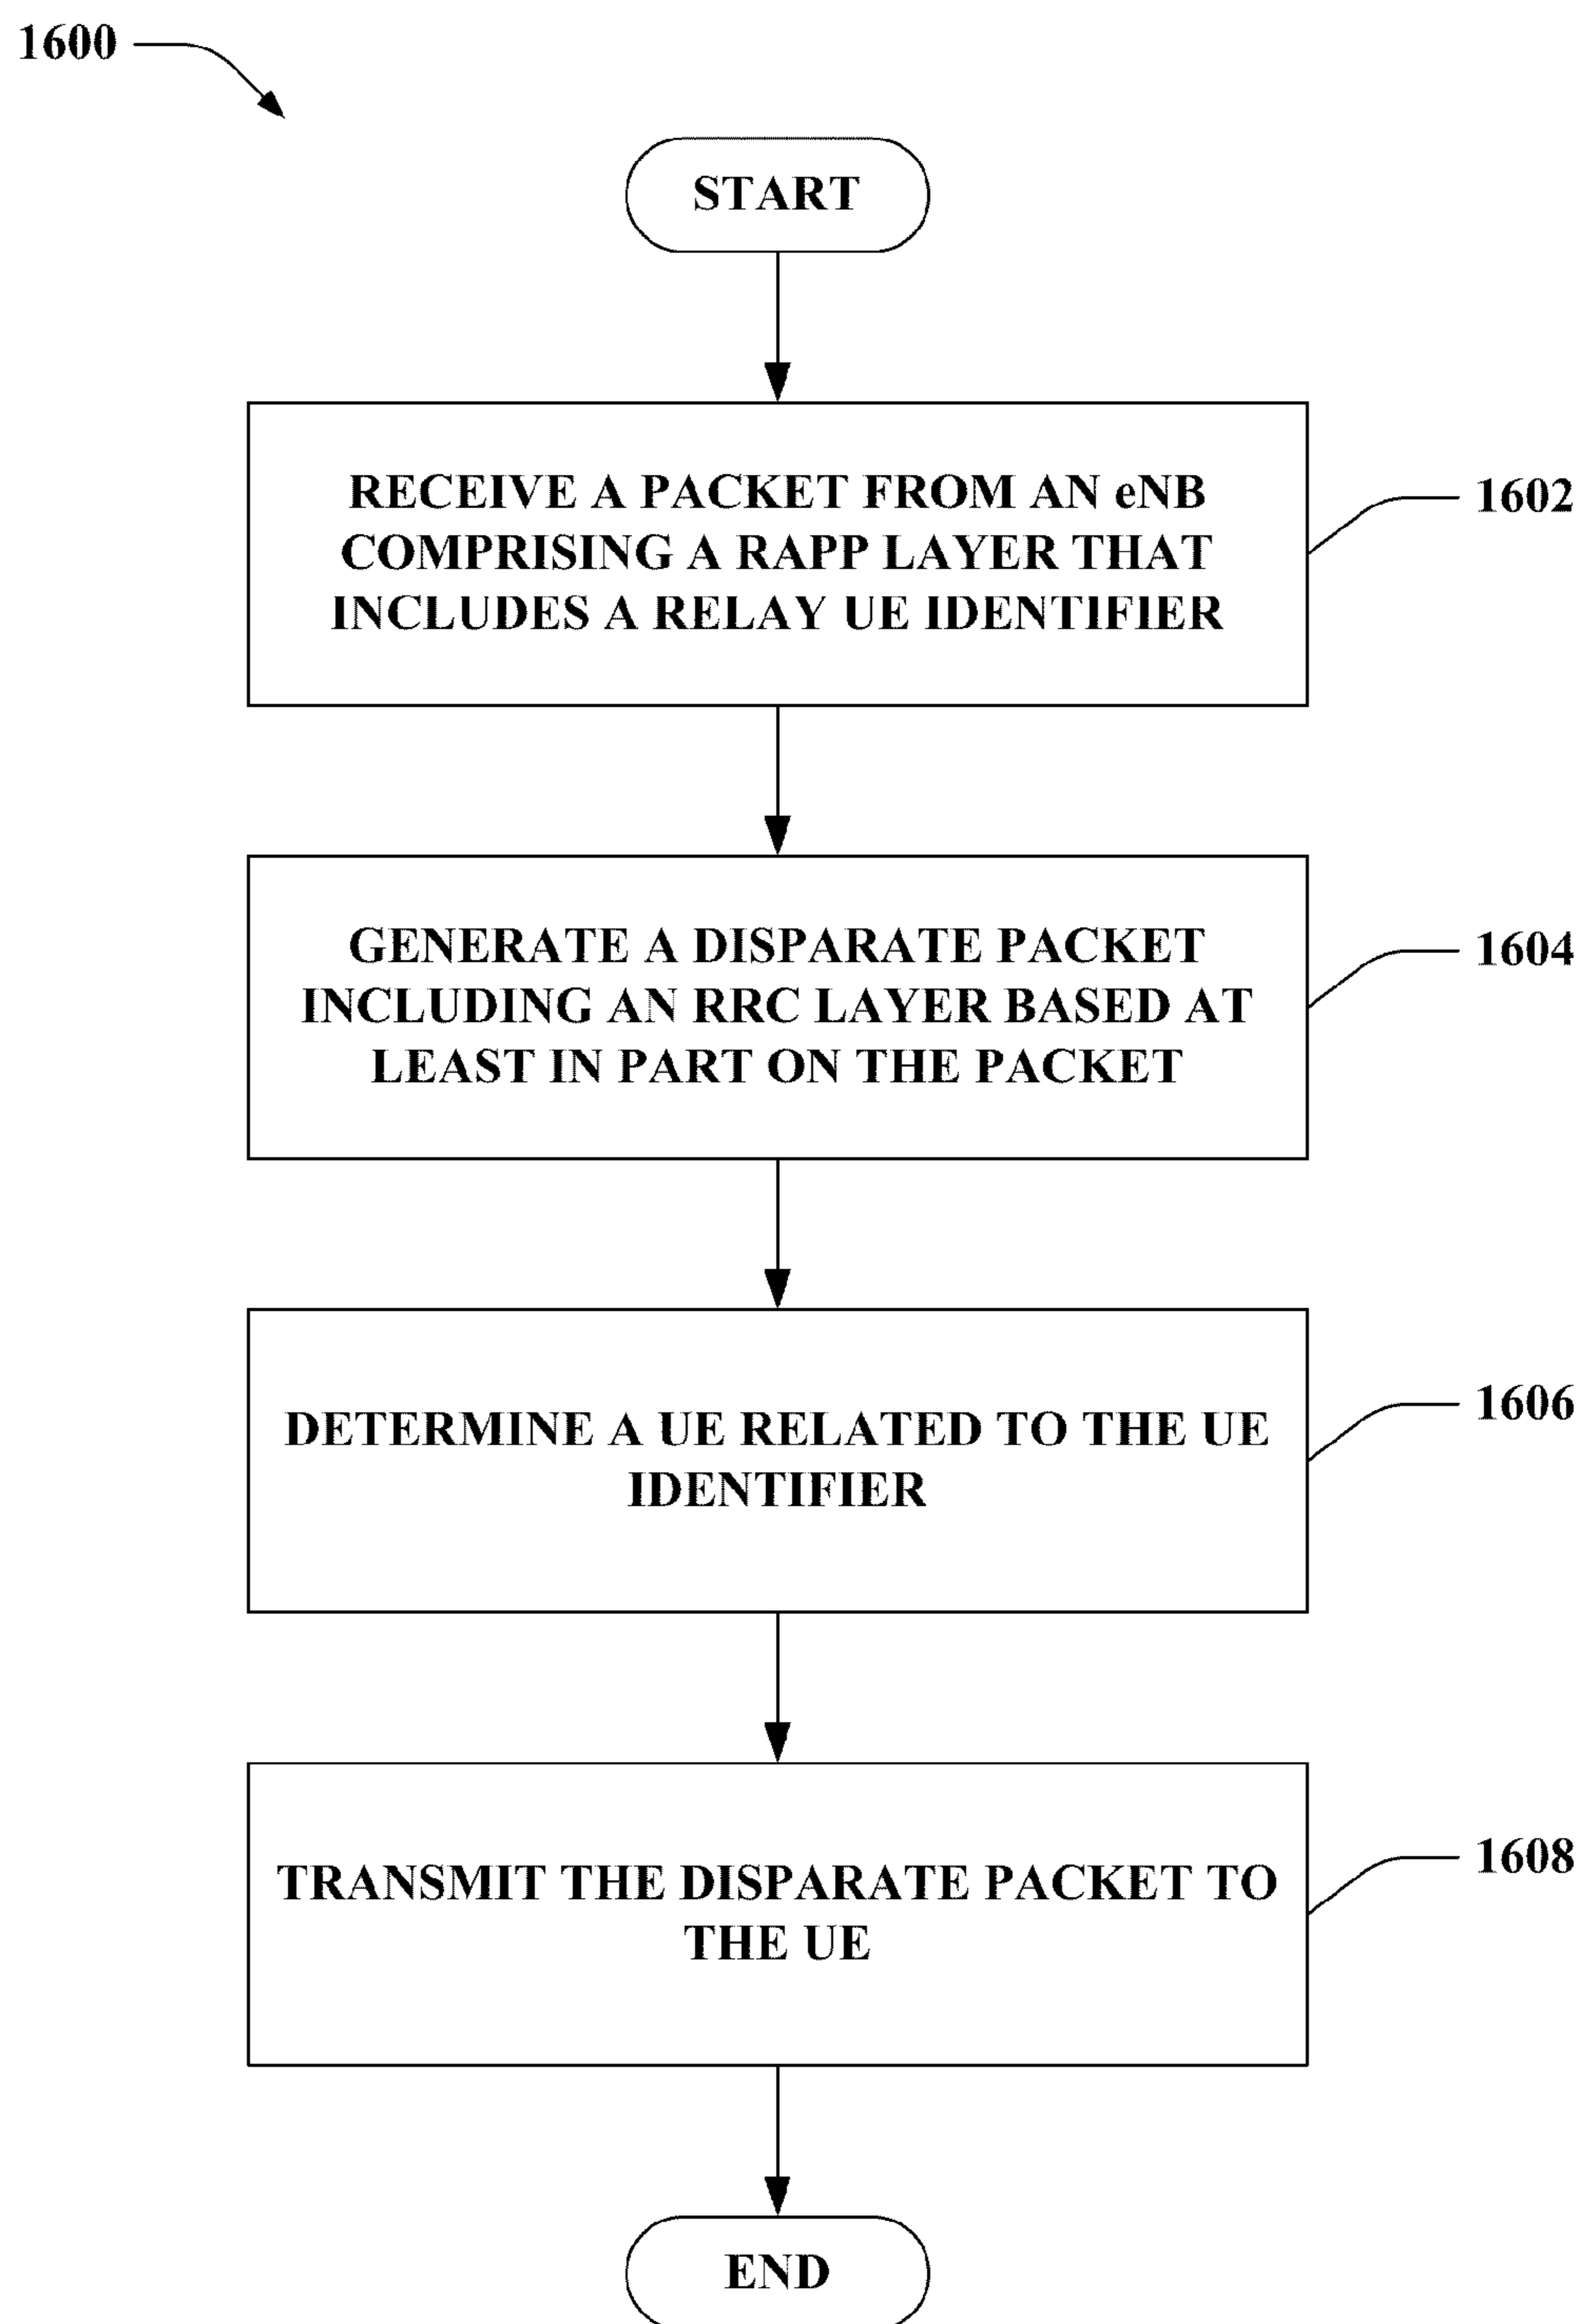 1600
START
RECEIVE A PACKET FROM AN eNB
COMPRISING A RAPP LAYER THAT
INCLUDES A RELAY UE IDENTIFIER
1602
GENERATE A DISPARATE PACKET
INCLUDING AN RRC LAYER BASED AT
LEAST IN PART ON THE PACKET
1604
DETERMINE A UE RELATED TO THE UE
IDENTIFIER
1606
TRANSMIT THE DISPARATE PACKET TO
THE UE
1608
END